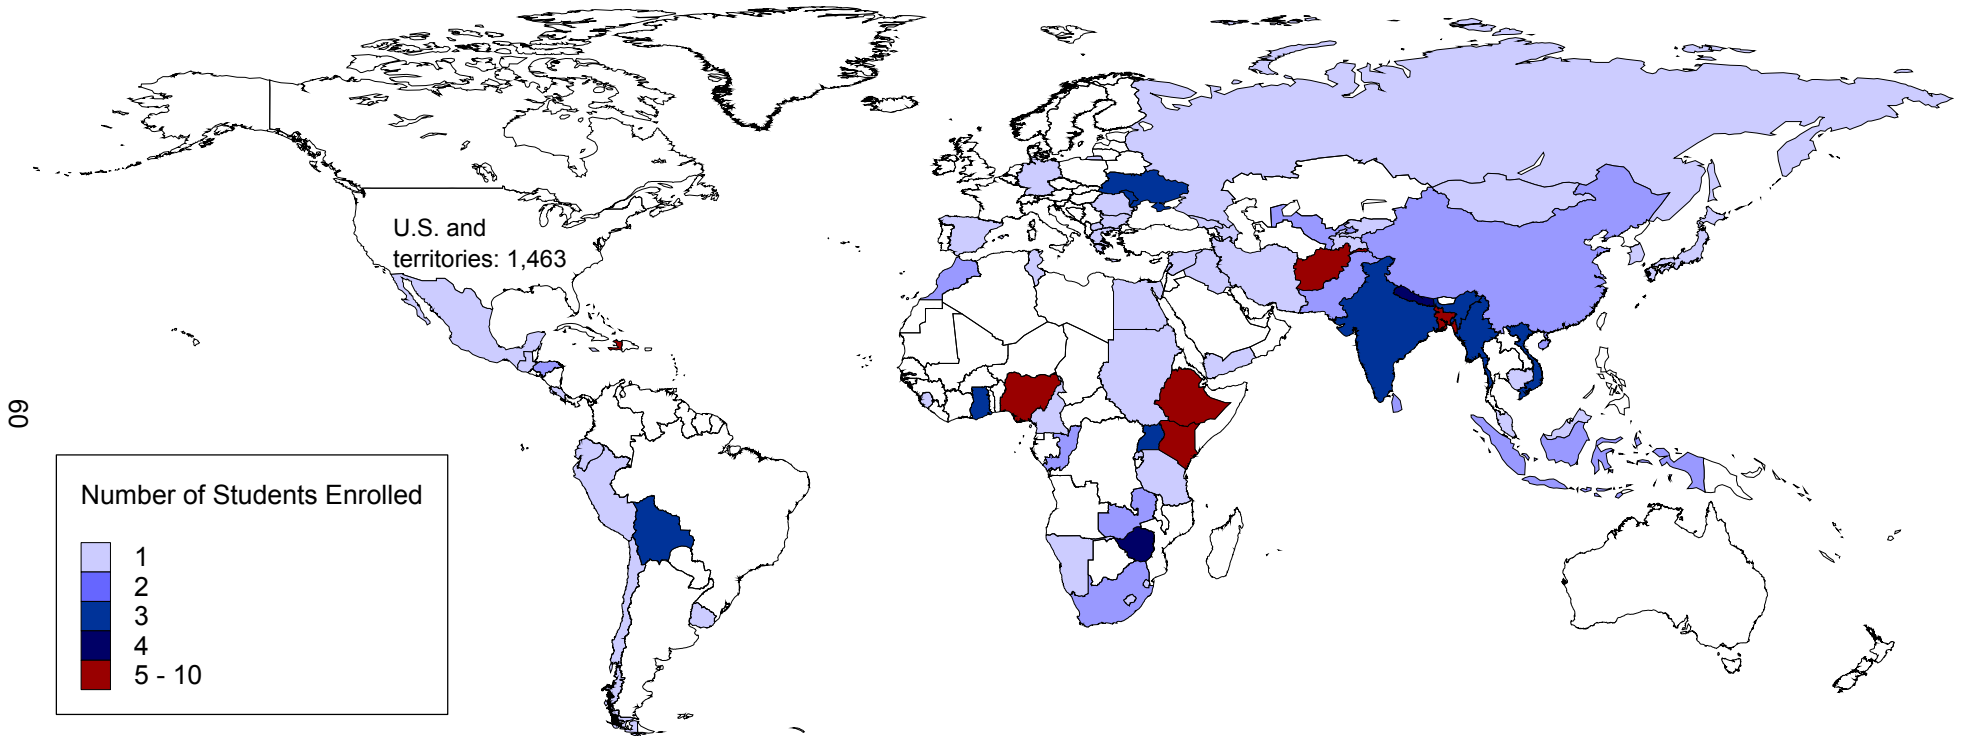 U.S. and
territories: 1,463
60
Number of Students Enrolled
1
2
3
4
5 - 10